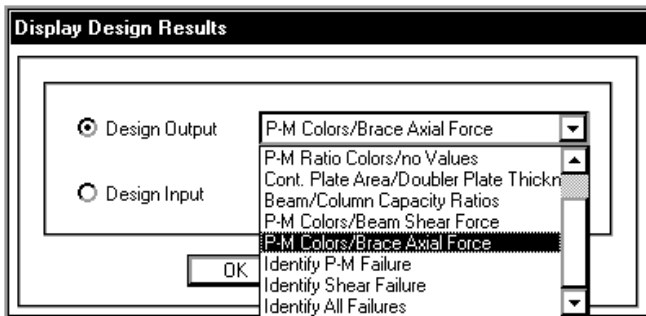 Display Design Results
Design Output
P-M Colors/Brace Axial Force
P-M Ratio Colors/no Values
Cont. Plate Area/Doubler Plate Thickn
Design Input
Beam/Column Capacity Ratios
P-M Colors/Beam Shear Force
P-M Colors/Brace Axial Force
OK
Identify P-M Failure
Identify Shear Failure
Identify All Failures